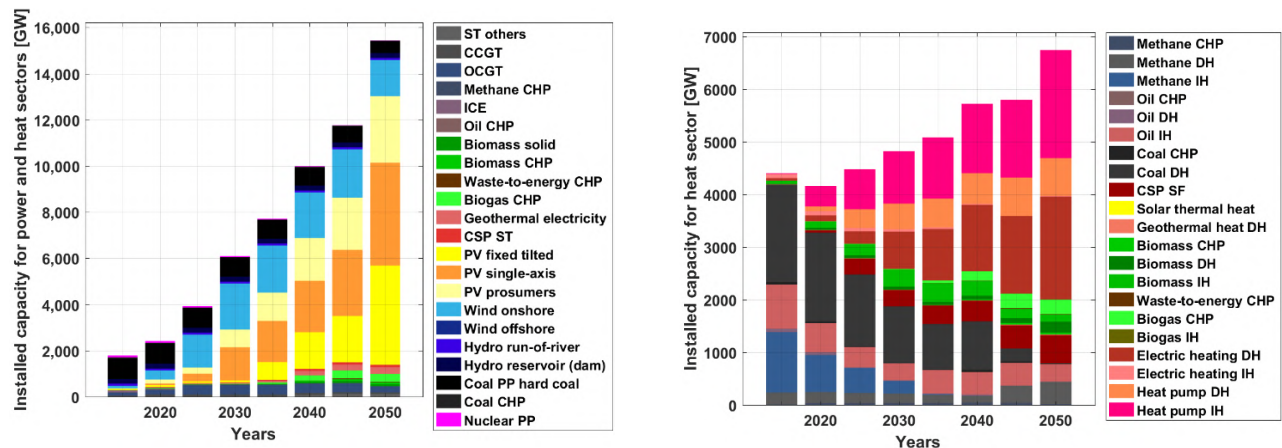 Installed capacity for power and heat sectors [GW]
16,000
14,000
12,000
10,000
8,000
6,000
4,000
2,000
0
2020
2030
2040
2050
Years
ST others
CCGT
OCGT
Methane CHP
ICE
Oil CHP
Biomass solid
Biomass CHP
Waste-to-energy CHP
Biogas CHP
Geothermal electricity
CSP ST
PV fixed tilted
PV single-axis
PV prosumers
Wind onshore
Wind offshore
Hydro run-of-river
Hydro reservoir (dam)
Coal PP hard coal
Coal CHP
Nuclear PP
Installed capacity for heat sector [GW]
7000
6000
5000
4000
3000
2000
1000
0
2020
2030
2040
2050
Years
Methane CHP
Methane DH
Methane IH
Oil CHP
Oil DH
Oil IH
Coal CHP
Coal DH
CSP SF
Solar thermal heat
Geothermal heat DH
Biomass CHP
Biomass DH
Biomass IH
Waste-to-energy CHP
Biogas CHP
Biogas IH
Electric heating DH
Electric heating IH
Heat pump DH
Heat pump IH